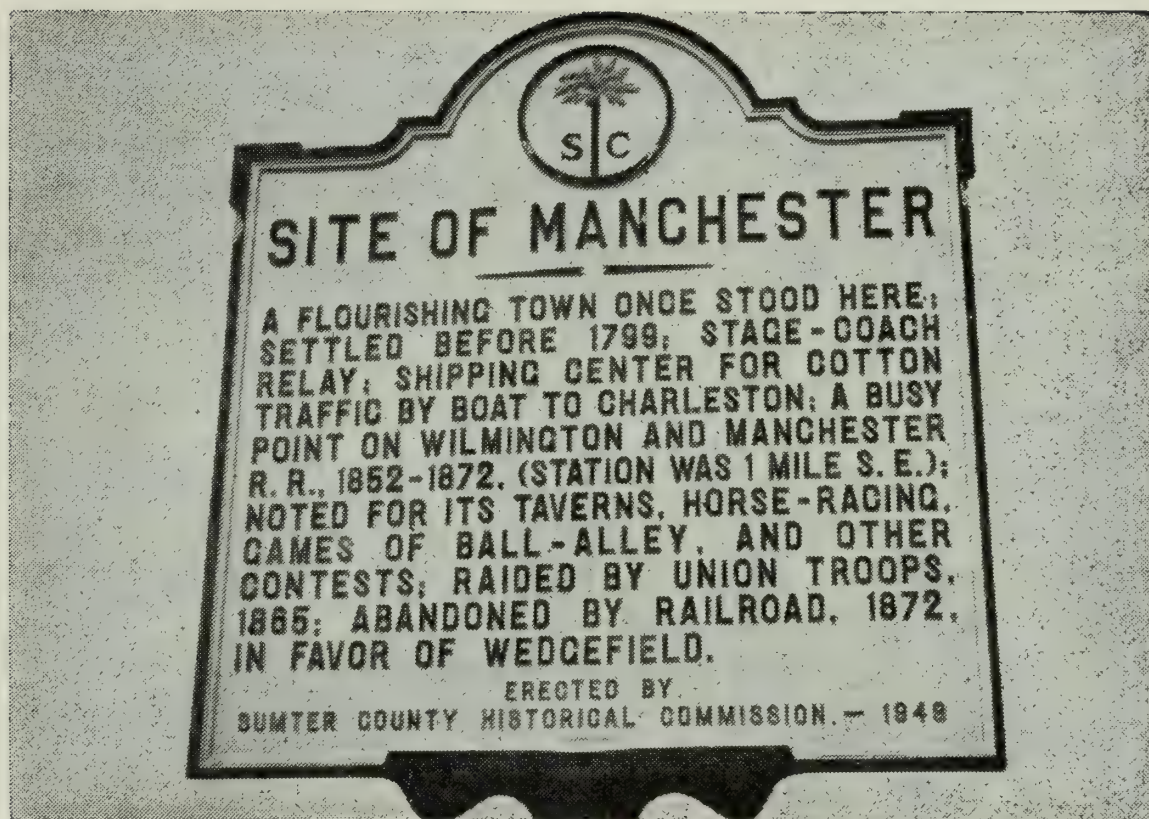 S C
SITE OF MANCHESTER
A FLOURISHING TOWN ONCE STOOD HERE;
SETTLED BEFORE 1799; STAGE-COACH
RELAY; SHIPPING CENTER FOR COTTON
TRAFFIC BY BOAT TO CHARLESTON; A BUSY
POINT ON WILMINGTON AND MANCHESTER
R. R., 1852-1872, (STATION WAS 1 MILE S. E.);
NOTED FOR ITS TAVERNS, HORSE-RACING,
GAMES OF BALL-ALLEY, AND OTHER
CONTESTS; RAIDED BY UNION TROOPS,
1865; ABANDONED BY RAILROAD, 1872,
IN FAVOR OF WEDGEFIELD.
ERECTED BY
SUMTER COUNTY HISTORICAL COMMISSION.—